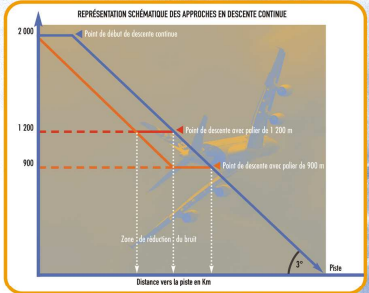 REPRÉSENTATION SCHÉMATIQUE DES APPROCHES EN DESCENTE CONTINUE
2 000
Point de début de descente continue
1 200
Point de descente avec palier de 1 200 m
900
Point de descente avec palier de 900 m
Zone de réduction du bruit
3°
Piste
Distance vers la piste en Km